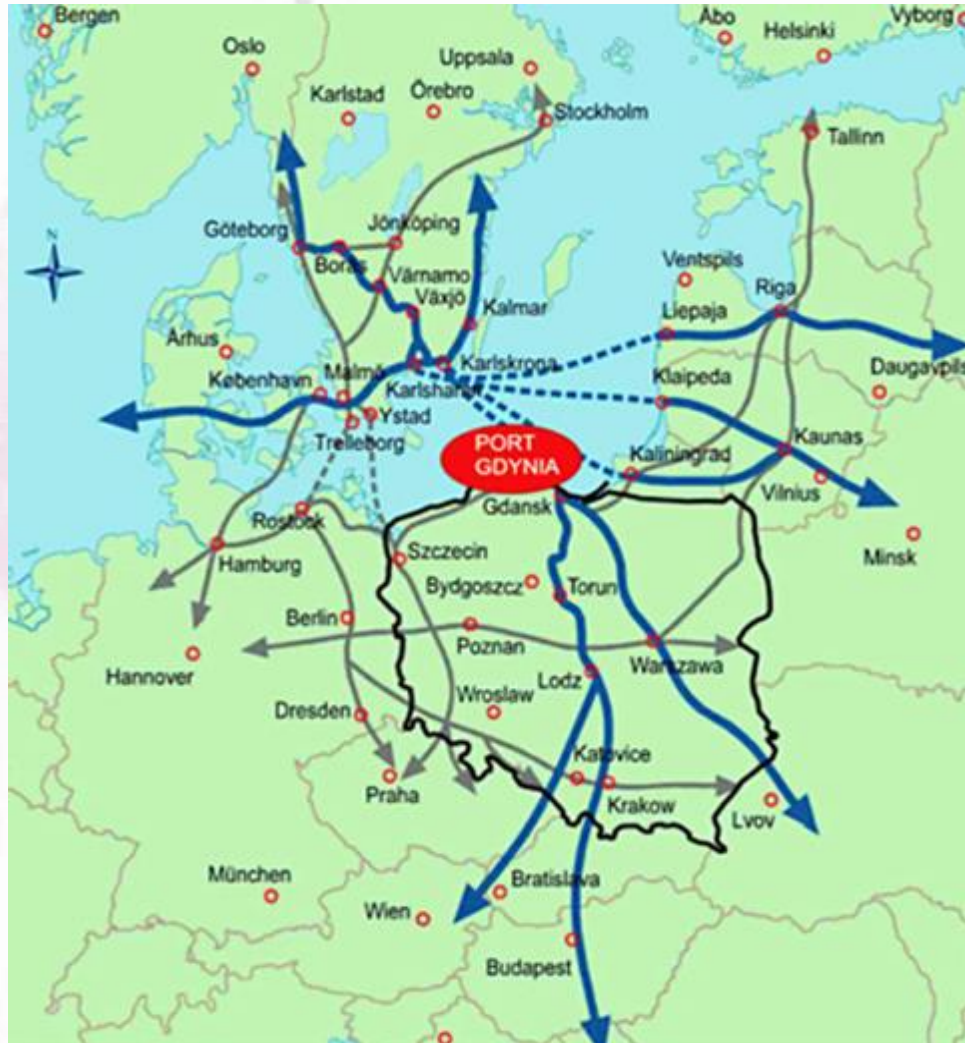 Bergen
Oslo
Uppsala
Åbo
Helsinki
Vyborg
Karlstad
Örebro
Stockholm
Tallinn
N
Göteborg
Jönköping
Borås
Värnamo
Växjö
Kalmar
Ventspils
Riga
Liepaja
Århus
København
Malmö
Karlshamn
Karlskrona
Klaipeda
Daugavpils
Ystad
Trelleborg
PORT
GDYNIA
Kaliningrad
Kaunas
Vilnius
Gdansk
Rostock
Hamburg
Szczecin
Minsk
Bydgoszcz
Torun
Berlin
Poznan
Warszawa
Hannover
Lodz
Wroslaw
Dresden
Katovice
Praha
Krakow
Lvov
München
Bratislava
Wien
Budapest